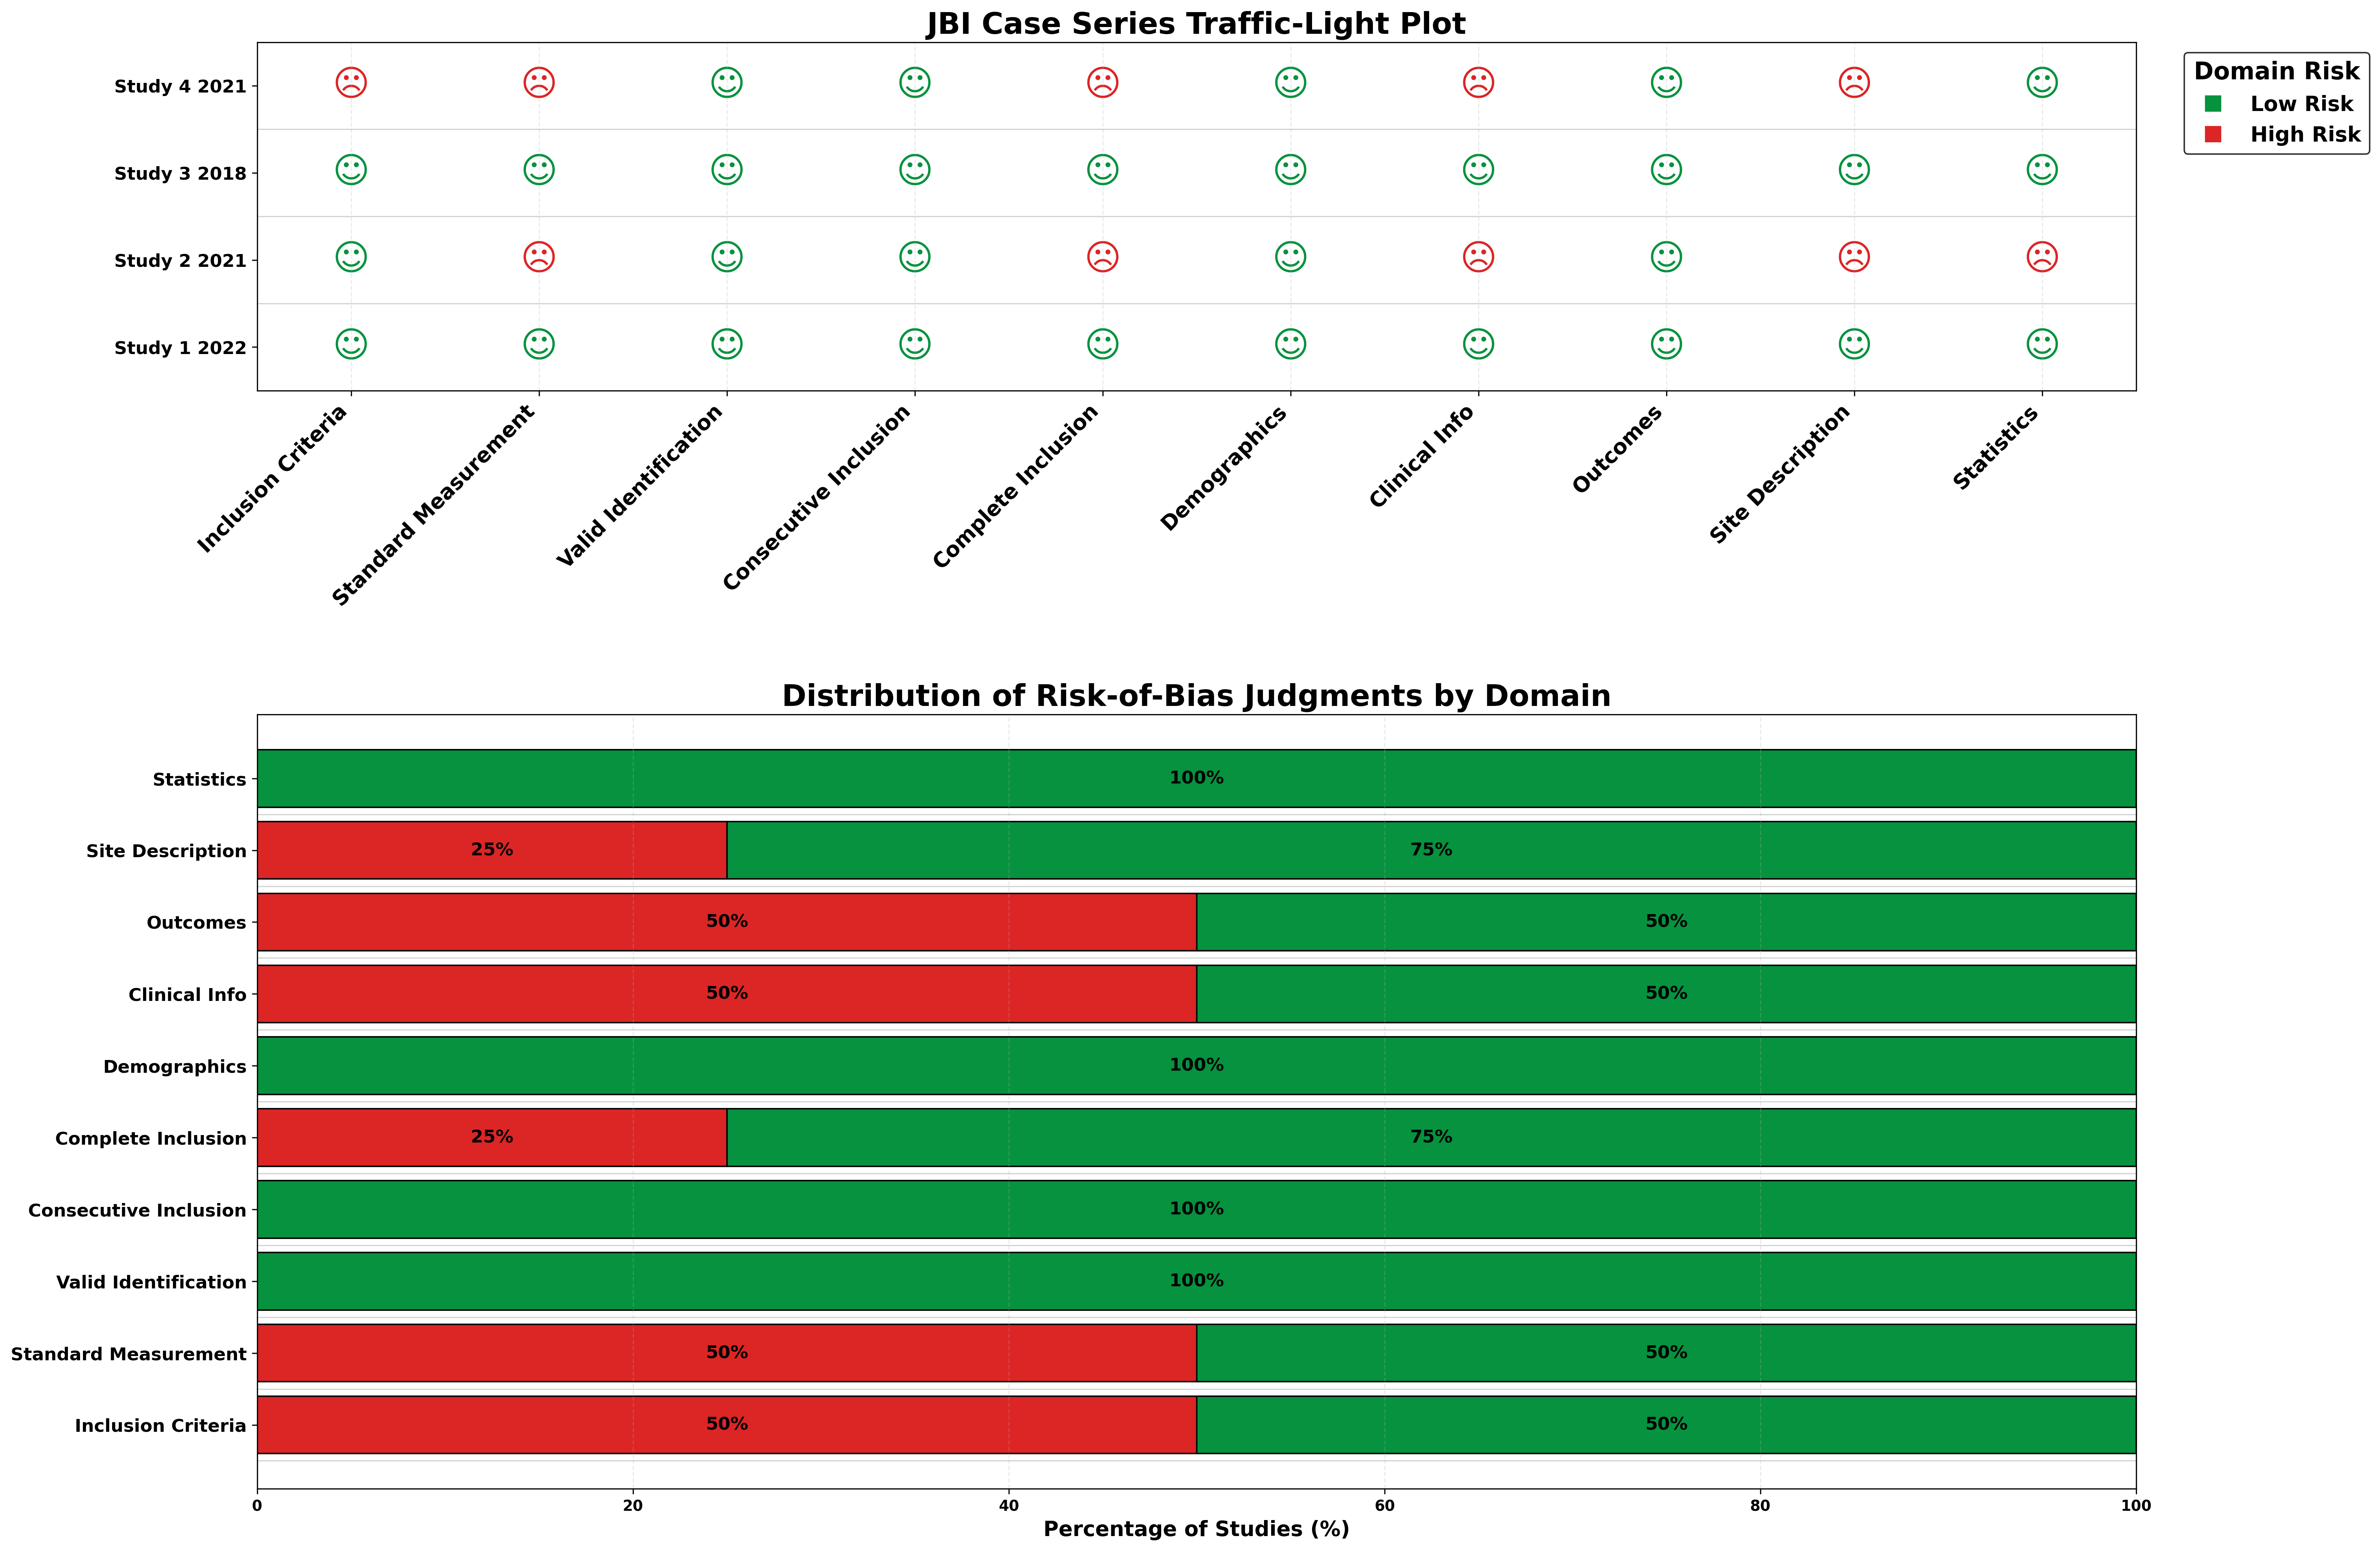 JBI Case Series Traffic-Light Plot
Domain Risk
Low Risk
High Risk
Study 4 2021
Study 3 2018
Study 2 2021
Study 1 2022
Inclusion Criteria
Standard Measurement
Valid Identification
Consecutive Inclusion
Complete Inclusion
Demographics
Clinical Info
Outcomes
Site Description
Statistics
Distribution of Risk-of-Bias Judgments by Domain
Statistics 100%
Site Description 25% 75%
Outcomes 50% 50%
Clinical Info 50% 50%
Demographics 100%
Complete Inclusion 25% 75%
Consecutive Inclusion 100%
Valid Identification 100%
Standard Measurement 50% 50%
Inclusion Criteria 50% 50%
0 20 40 60 80 100
Percentage of Studies (%)